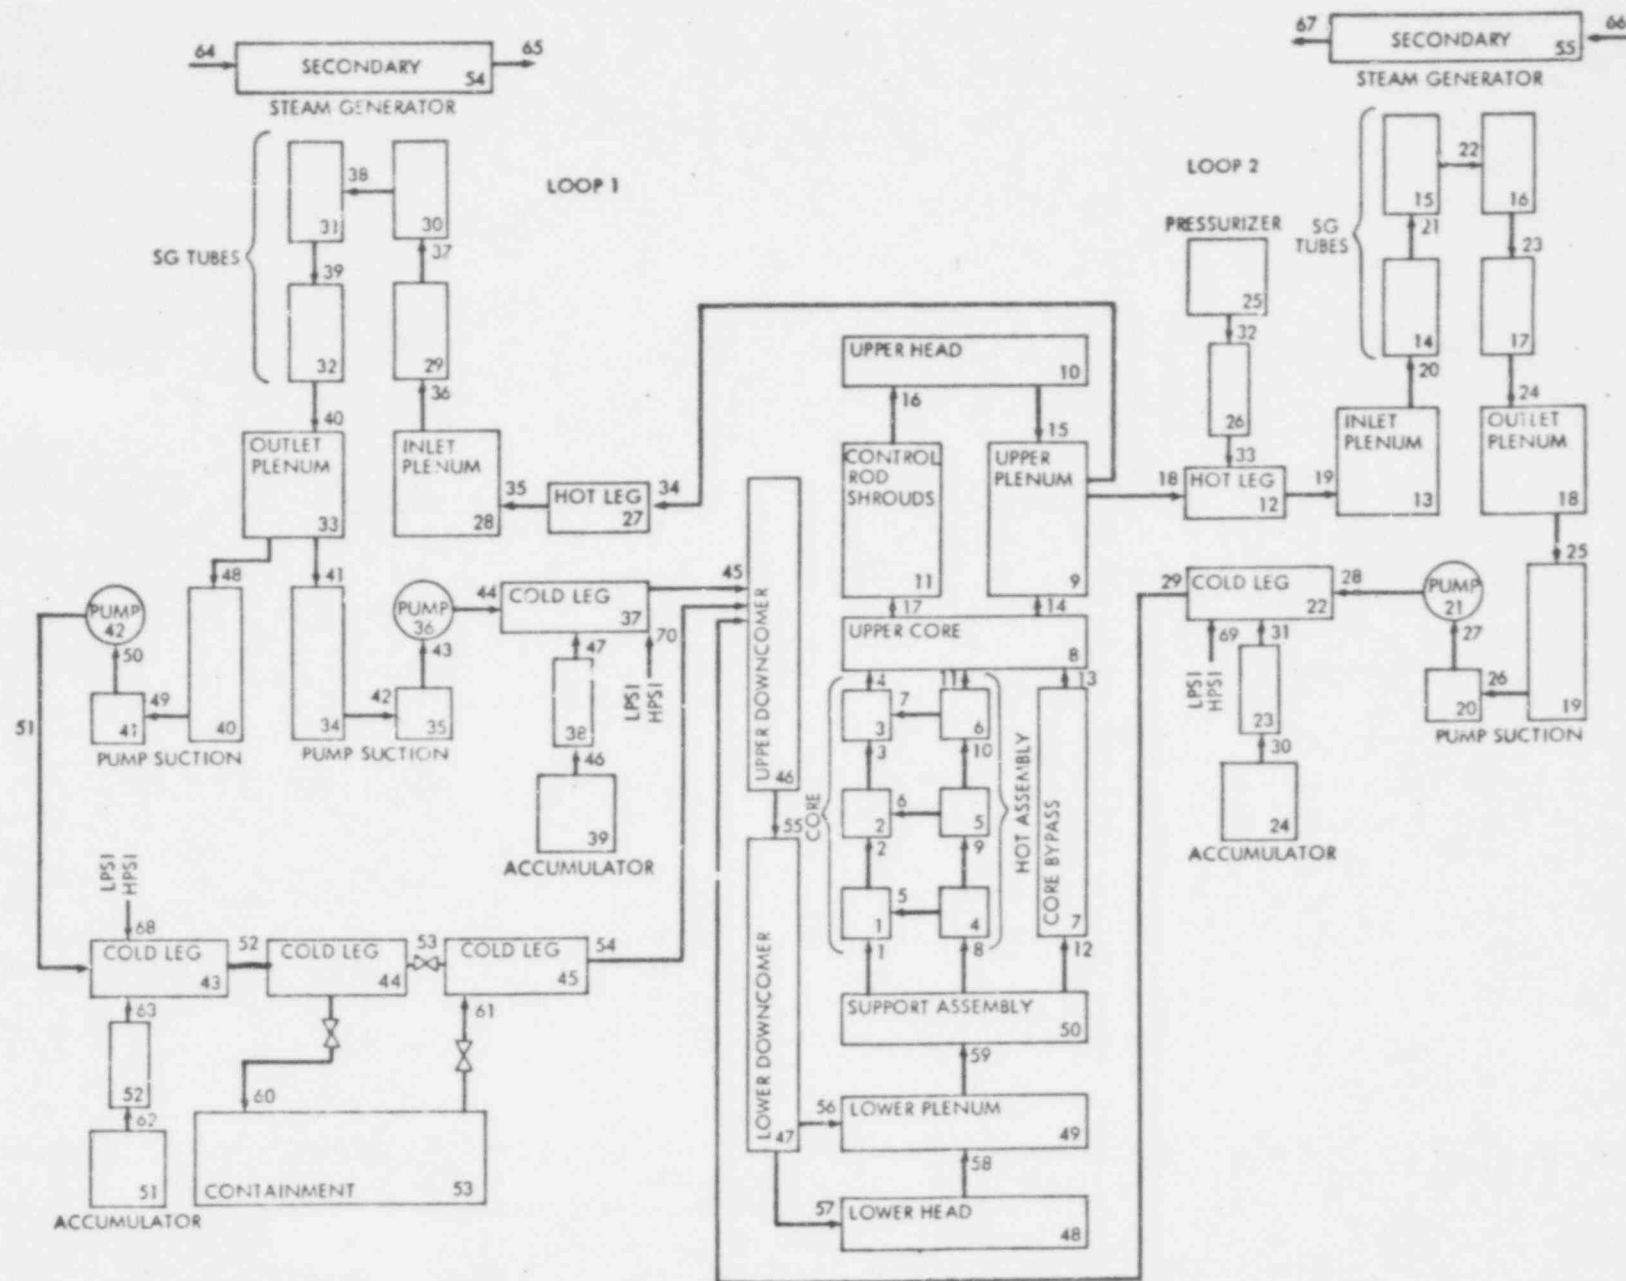 64
SECONDARY
54
65
STEAM GENERATOR
67
SECONDARY
55
66
STEAM GENERATOR
SG TUBES
31
38
30
39
37
32
29
40
36
OUTLET
PLENUM
33
INLET
PLENUM
28
35
HOT LEG
27
34
LOOP 1
LOOP 2
PRESSURIZER
25
32
26
33
18
HOT LEG
12
19
SG
TUBES
15
22
16
21
23
14
17
20
24
INLET
PLENUM
13
OUTLET
PLENUM
18
25
UPPER HEAD
10
16
15
CONTROL
ROD
SHROUDS
11
UPPER
PLENUM
9
17
14
UPPER CORE
8
4
11
13
3
7
6
3
10
2
6
5
2
9
1
5
4
1
8
12
CORE
HOT ASSEMBLY
CORE BYPASS
7
SUPPORT ASSEMBLY
50
59
LOWER PLENUM
49
56
58
LOWER HEAD
48
57
45
UPPER DOWNCOMER
46
55
LOWER DOWNCOMER
47
48
41
PUMP
42
50
49
41
40
PUMP SUCTION
51
34
42
35
PUMP SUCTION
43
PUMP
36
44
COLD LEG
37
47
70
LPSI
HPSI
38
46
39
ACCUMULATOR
29
COLD LEG
22
28
PUMP
21
27
69
31
LPSI
HPSI
23
30
24
ACCUMULATOR
26
20
19
PUMP SUCTION
LPSI
HPSI
68
COLD LEG
43
52
COLD LEG
44
53
COLD LEG
45
54
63
61
52
62
51
ACCUMULATOR
60
CONTAINMENT
53